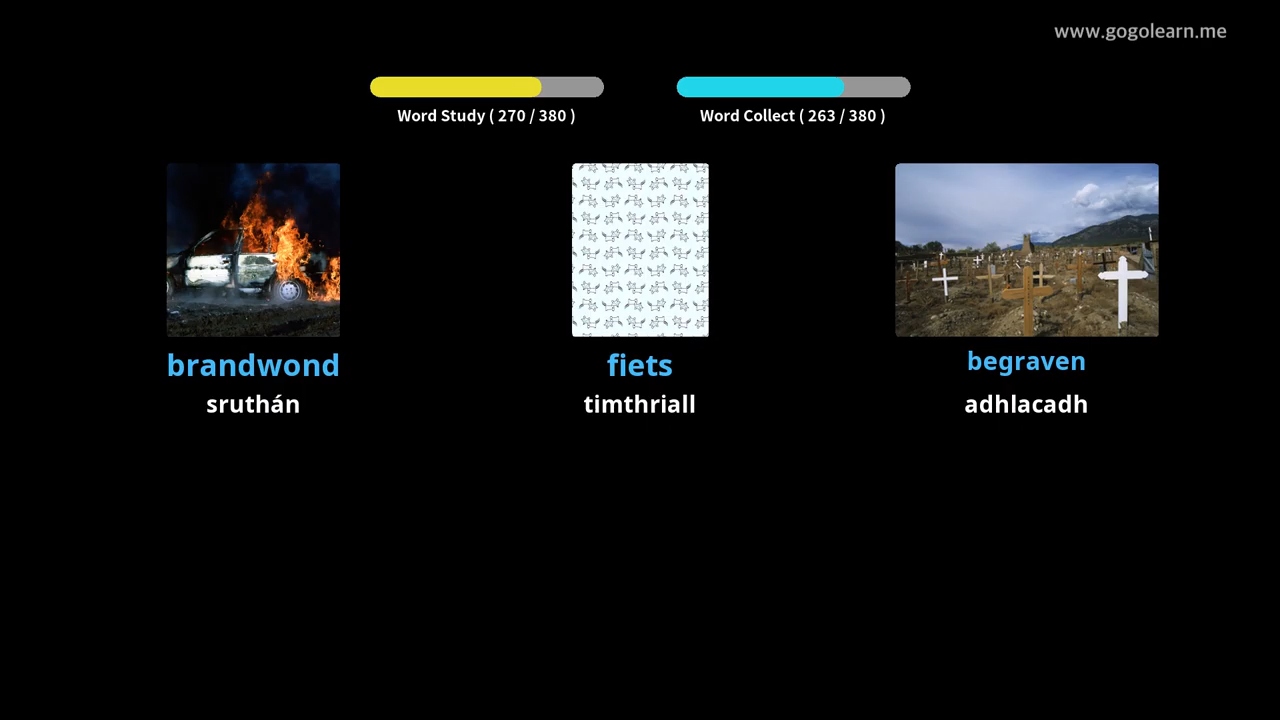 www.gogolearn.me
Word Study ( 270 / 380 )
Word Collect ( 263 / 380 )
brandwond
fiets
begraven
sruthán
timthriall
adhlacadh